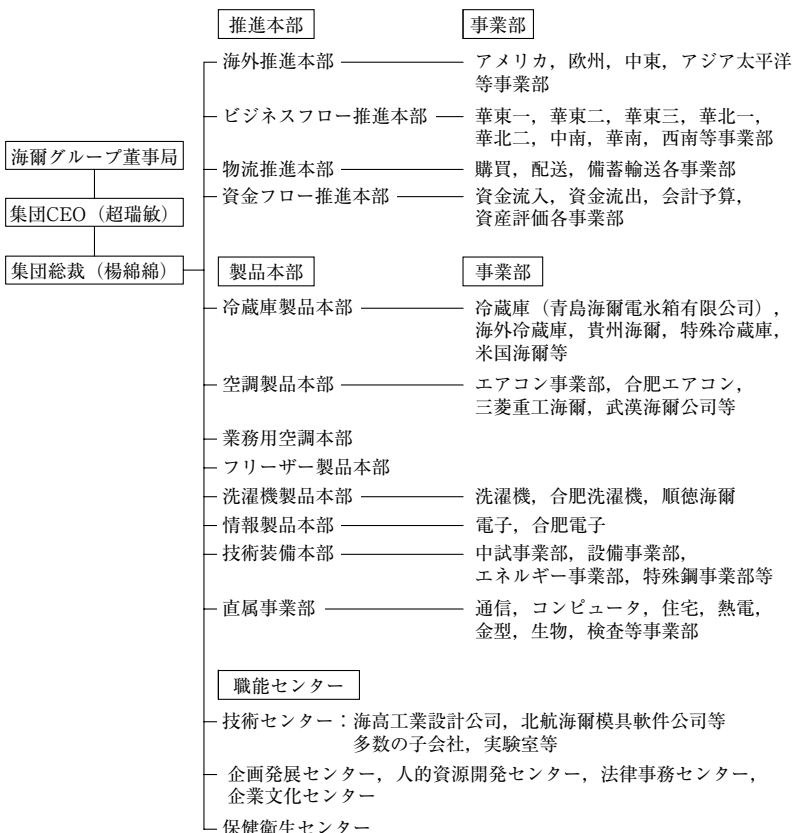 推進本部 事業部
海外推進本部 アメリカ，欧州，中東，アジア太平洋
等事業部
ビジネスフロー推進本部 華東一，華東二，華東三，華北一，
華北二，中南，華南，西南等事業部
海爾グループ董事局
物流推進本部 購買，配送，備蓄輸送各事業部
資金フロー推進本部 資金流入，資金流出，会計予算，
資産評価各事業部
集団CEO（超瑞敏）
集団総裁（楊綿綿）
製品本部 事業部
冷蔵庫製品本部 冷蔵庫（青島海爾電氷箱有限公司），
海外冷蔵庫，貴州海爾，特殊冷蔵庫，
米国海爾等
空調製品本部 エアコン事業部，合肥エアコン，
三菱重工海爾，武漢海爾公司等
業務用空調本部
フリーザー製品本部
洗濯機製品本部 洗濯機，合肥洗濯機，順徳海爾
情報製品本部 電子，合肥電子
技術装備本部 中試事業部，設備事業部，
エネルギー事業部，特殊鋼事業部等
直属事業部 通信，コンピュータ，住宅，熱電，
金型，生物，検査等事業部
職能センター
技術センター：海高工業設計公司，北航海爾模具軟件公司等
多数の子会社，実験室等
企画発展センター，人的資源開発センター，法律事務センター，
企業文化センター
保健衛生センター